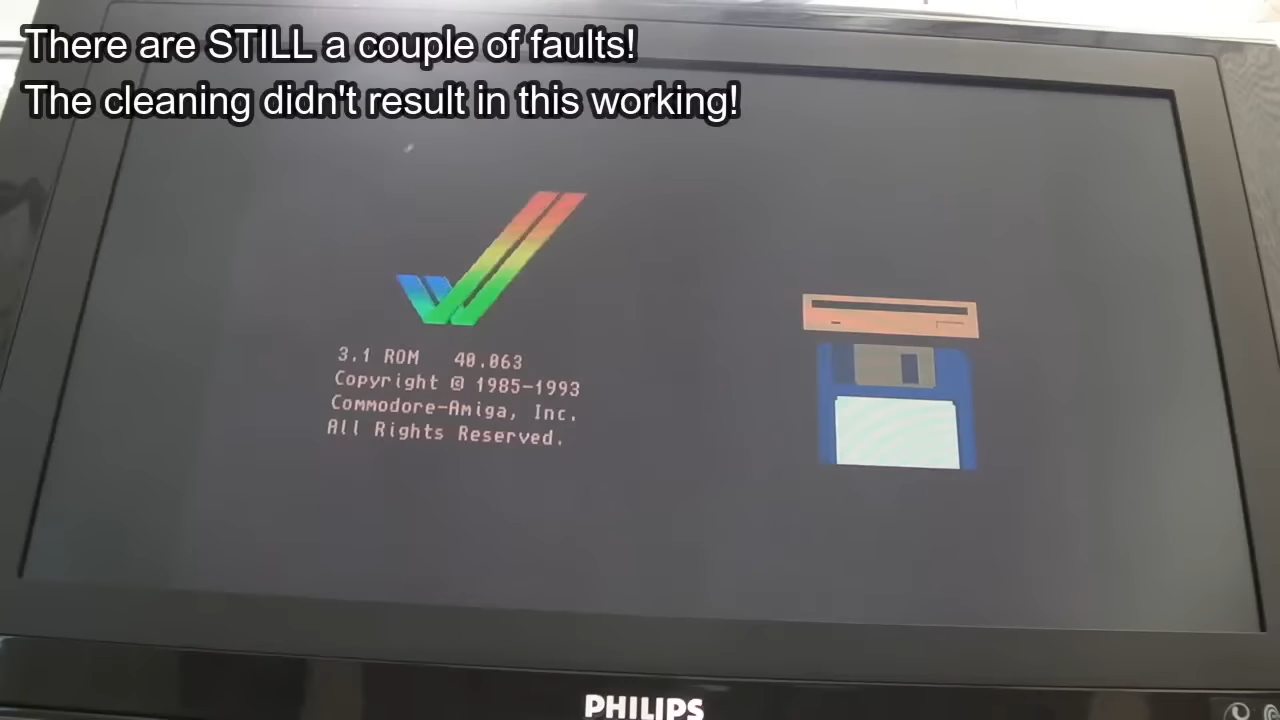 There are STILL a couple of faults!
The cleaning didn't result in this working!
3.1 ROM 40.063
Copyright © 1985-1993
Commodore-Amiga, Inc.
All Rights Reserved.
PHILIPS